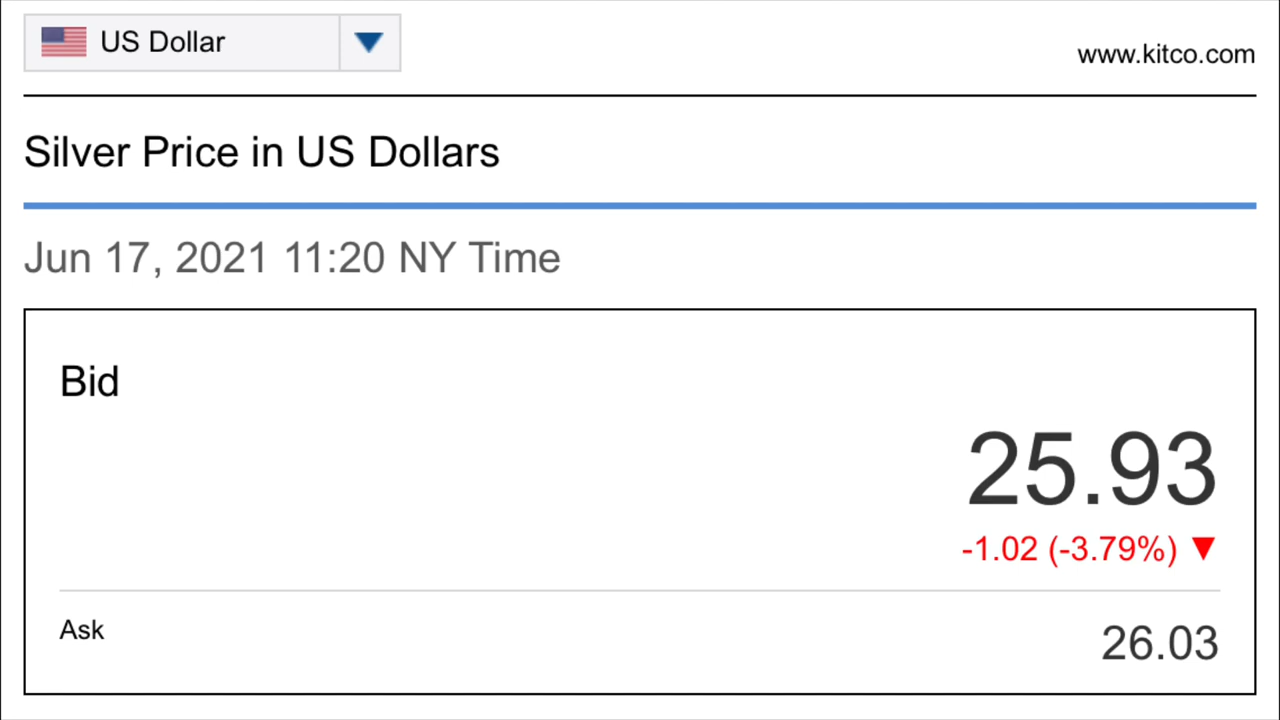 US Dollar
www.kitco.com
Silver Price in US Dollars
Jun 17, 2021 11:20 NY Time
Bid
25.93
-1.02 (-3.79%) ▼
Ask
26.03